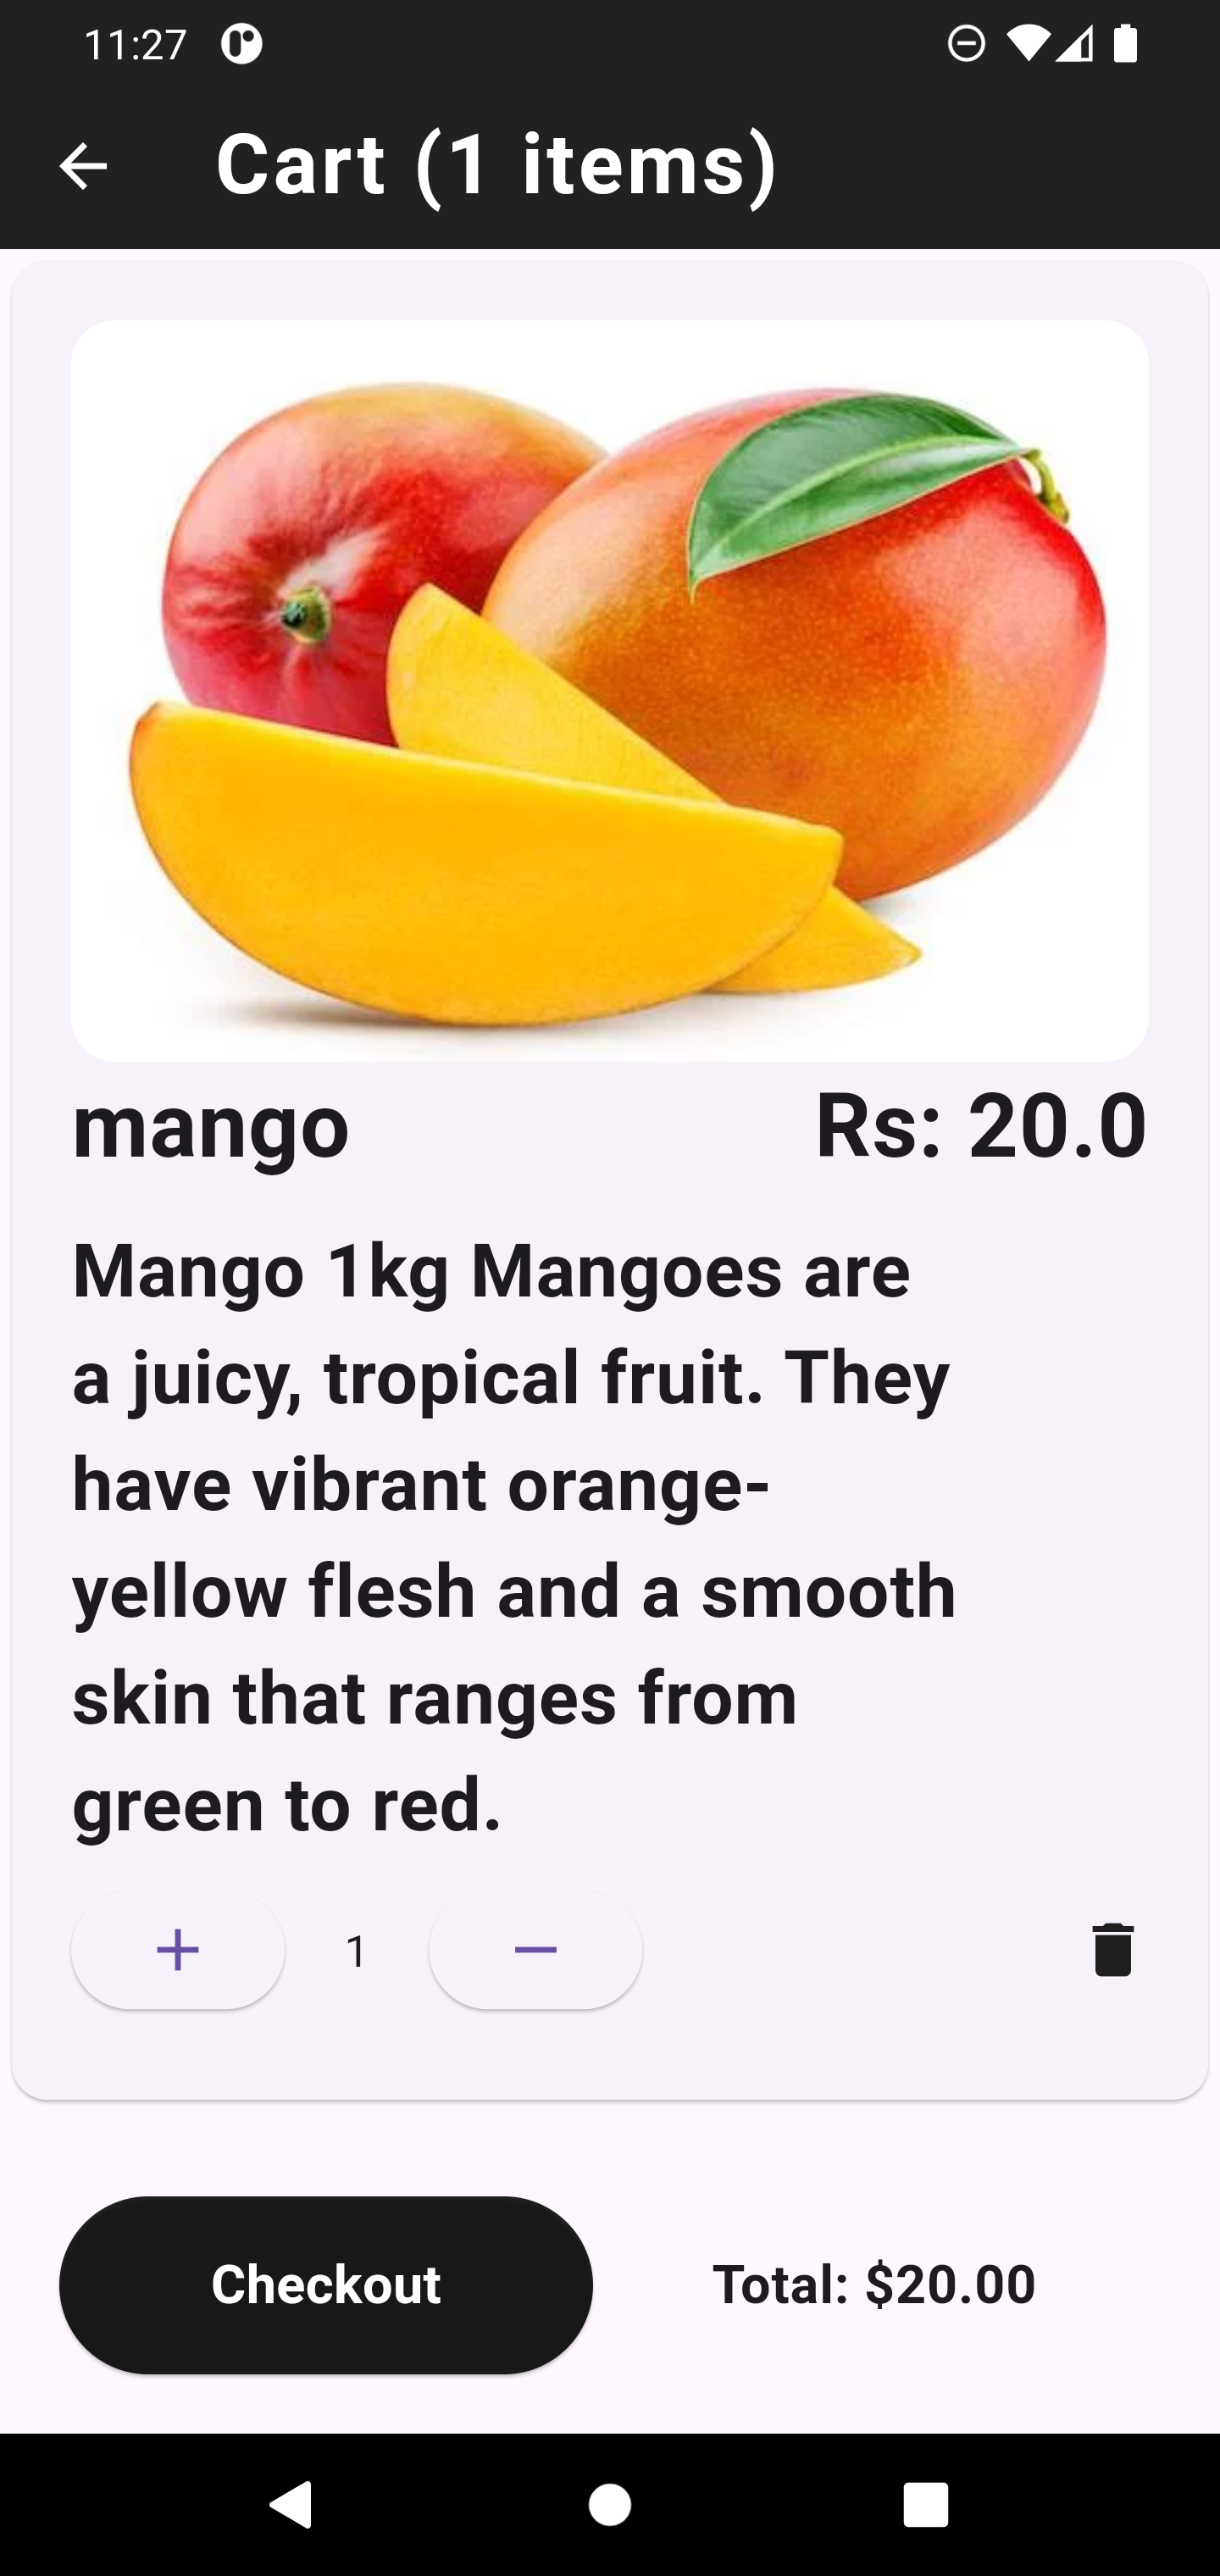 11:27
Cart (1 items)
mango
Rs: 20.0
Mango 1kg Mangoes are
a juicy, tropical fruit. They
have vibrant orange-
yellow flesh and a smooth
skin that ranges from
green to red.
+ 1 −
Checkout
Total: $20.00